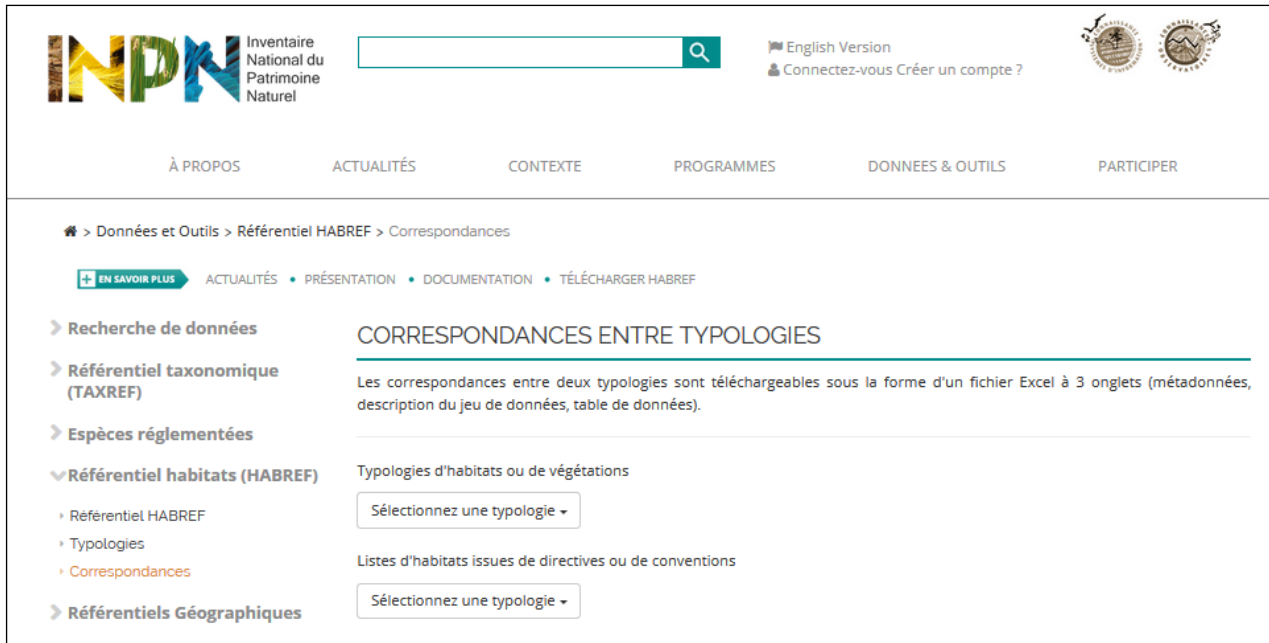 INPN
Inventaire
National du
Patrimoine
Naturel
English Version
Connectez-vous Créer un compte ?
À PROPOS ACTUALITÉS CONTEXTE PROGRAMMES DONNEES & OUTILS PARTICIPER
> Données et Outils > Référentiel HABREF > Correspondances
+ EN SAVOIR PLUS ACTUALITÉS • PRÉSENTATION • DOCUMENTATION • TÉLÉCHARGER HABREF
Recherche de données
Référentiel taxonomique
(TAXREF)
Espèces réglementées
Référentiel habitats (HABREF)
Référentiel HABREF
Typologies
Correspondances
Référentiels Géographiques
CORRESPONDANCES ENTRE TYPOLOGIES
Les correspondances entre deux typologies sont téléchargeables sous la forme d'un fichier Excel à 3 onglets (métadonnées,
description du jeu de données, table de données).
Typologies d'habitats ou de végétations
Sélectionnez une typologie
Listes d'habitats issues de directives ou de conventions
Sélectionnez une typologie